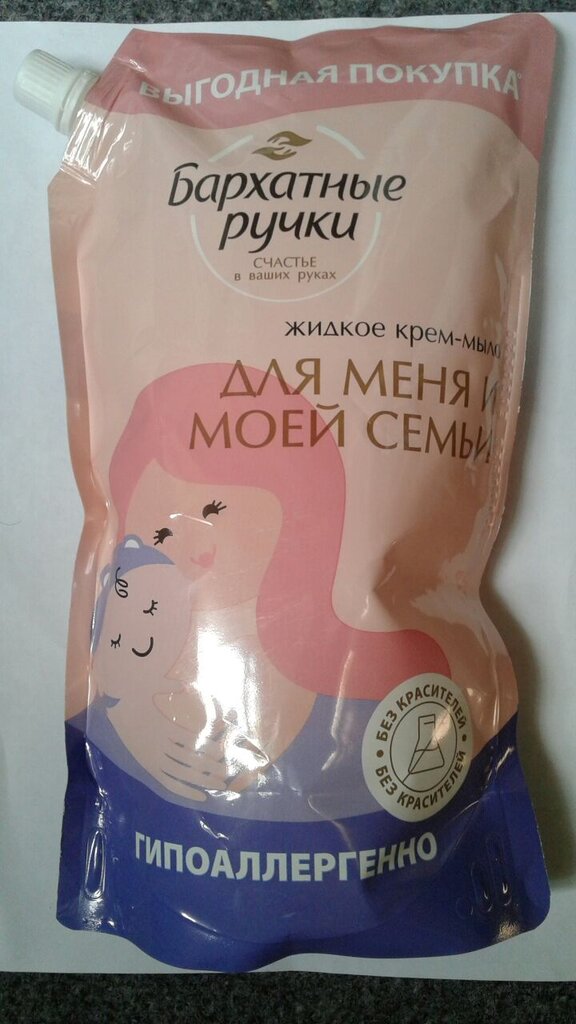 ВЫГОДНАЯ ПОКУПКА
Бархатные
ручки
СЧАСТЬЕ
в ваших руках
жидкое крем-мыло
ДЛЯ МЕНЯ И
МОЕЙ СЕМЬИ
БЕЗ КРАСИТЕЛЕЙ •
БЕЗ КРАСИТЕЛЕЙ •
ГИПОАЛЛЕРГЕННО